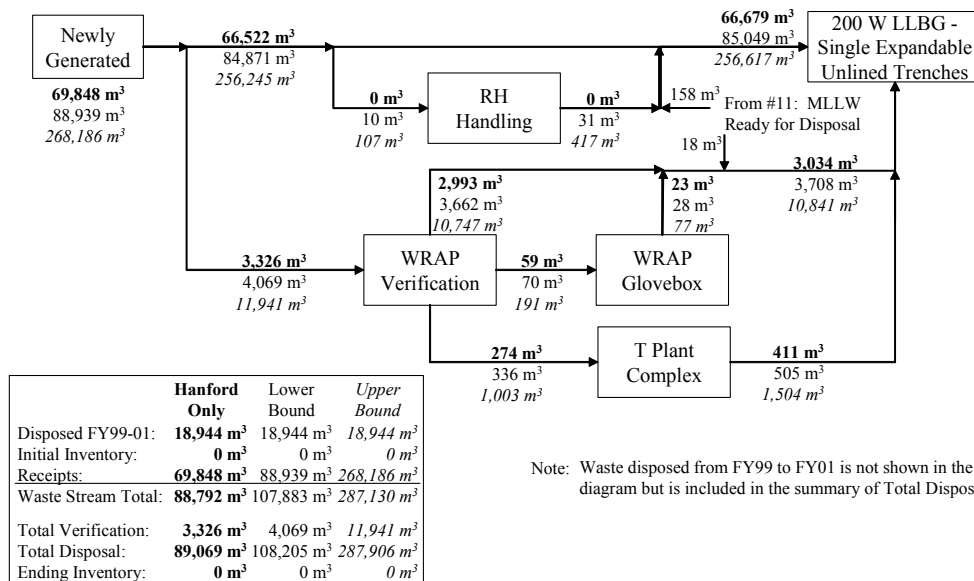 Newly
Generated
69,848 m³
88,939 m³
268,186 m³
66,522 m³
84,871 m³
256,245 m³
66,679 m³
85,049 m³
256,617 m³
200 W LLBG -
Single Expandable
Unlined Trenches
0 m³
10 m³
107 m³
RH
Handling
0 m³
31 m³
417 m³
158 m³
From #11: MLLW
Ready for Disposal
18 m³
2,993 m³
3,662 m³
10,747 m³
23 m³
28 m³
77 m³
3,034 m³
3,708 m³
10,841 m³
3,326 m³
4,069 m³
11,941 m³
WRAP
Verification
59 m³
70 m³
191 m³
WRAP
Glovebox
274 m³
336 m³
1,003 m³
T Plant
Complex
411 m³
505 m³
1,504 m³
Hanford Lower Upper
Only Bound Bound
Disposed FY99-01: 18,944 m³ 18,944 m³ 18,944 m³
Initial Inventory: 0 m³ 0 m³ 0 m³
Receipts: 69,848 m³ 88,939 m³ 268,186 m³
Waste Stream Total: 88,792 m³ 107,883 m³ 287,130 m³
Total Verification: 3,326 m³ 4,069 m³ 11,941 m³
Total Disposal: 89,069 m³ 108,205 m³ 287,906 m³
Ending Inventory: 0 m³ 0 m³ 0 m³
Note: Waste disposed from FY99 to FY01 is not shown in the
diagram but is included in the summary of Total Dispos